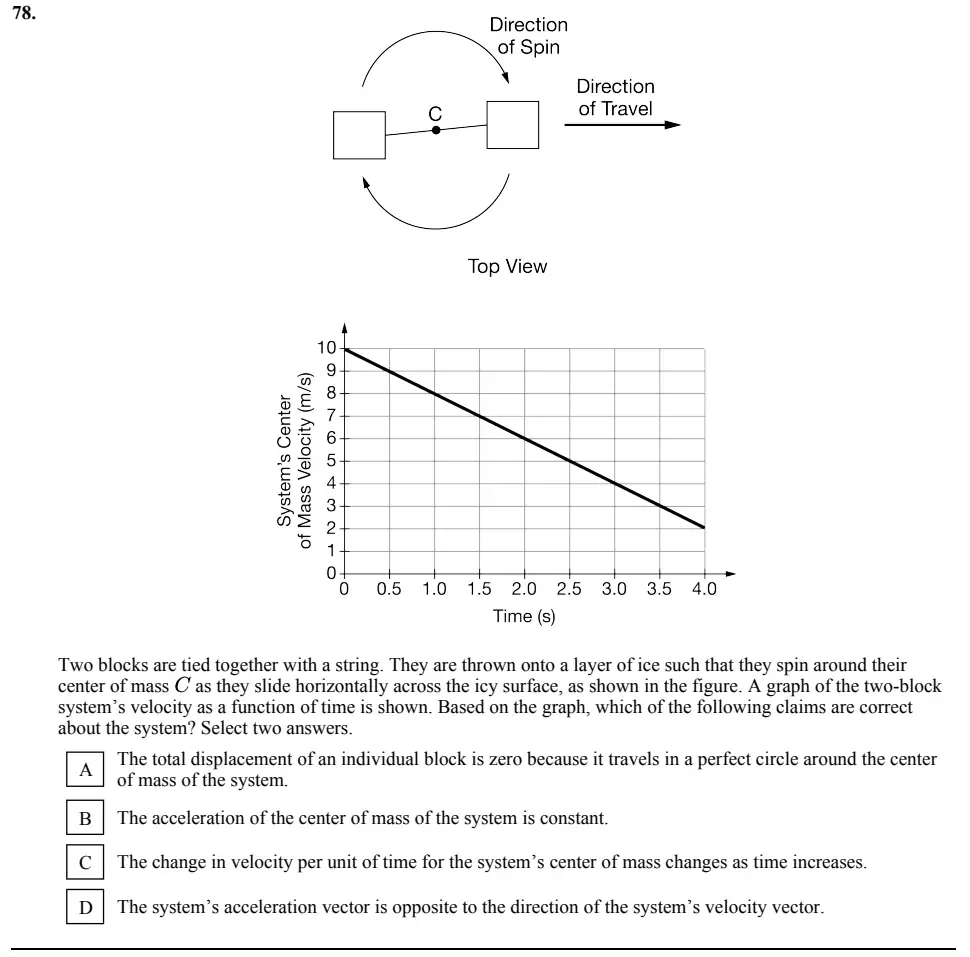 78.
Direction
of Spin
Direction
of Travel
C
Top View
System's Center
of Mass Velocity (m/s)
10
9
8
7
6
5
4
3
2
1
0
0 0.5 1.0 1.5 2.0 2.5 3.0 3.5 4.0
Time (s)
Two blocks are tied together with a string. They are thrown onto a layer of ice such that they spin around their
center of mass C as they slide horizontally across the icy surface, as shown in the figure. A graph of the two-block
system's velocity as a function of time is shown. Based on the graph, which of the following claims are correct
about the system? Select two answers.
A The total displacement of an individual block is zero because it travels in a perfect circle around the center
of mass of the system.
B The acceleration of the center of mass of the system is constant.
C The change in velocity per unit of time for the system's center of mass changes as time increases.
D The system's acceleration vector is opposite to the direction of the system's velocity vector.